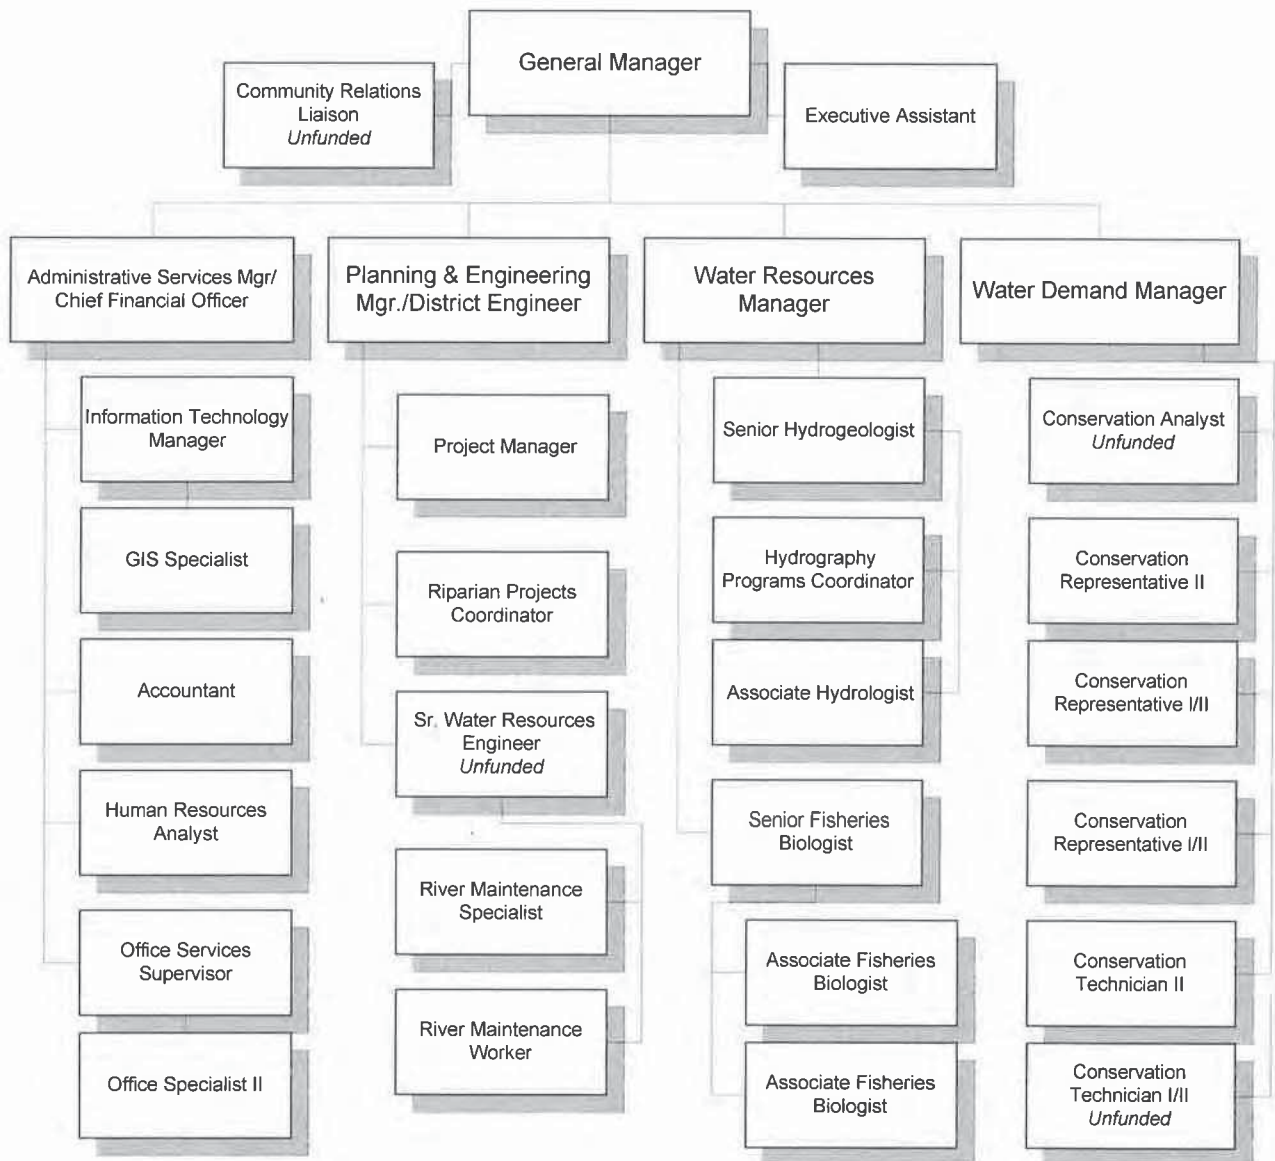 General Manager
Community Relations
Liaison
Unfunded
Executive Assistant
Administrative Services Mgr/
Chief Financial Officer
Planning & Engineering
Mgr./District Engineer
Water Resources
Manager
Water Demand Manager
Information Technology
Manager
GIS Specialist
Accountant
Human Resources
Analyst
Office Services
Supervisor
Office Specialist II
Project Manager
Riparian Projects
Coordinator
Sr. Water Resources
Engineer
Unfunded
River Maintenance
Specialist
River Maintenance
Worker
Senior Hydrogeologist
Hydrography
Programs Coordinator
Associate Hydrologist
Senior Fisheries
Biologist
Associate Fisheries
Biologist
Associate Fisheries
Biologist
Conservation Analyst
Unfunded
Conservation
Representative II
Conservation
Representative I/II
Conservation
Representative I/II
Conservation
Technician II
Conservation
Technician I/II
Unfunded